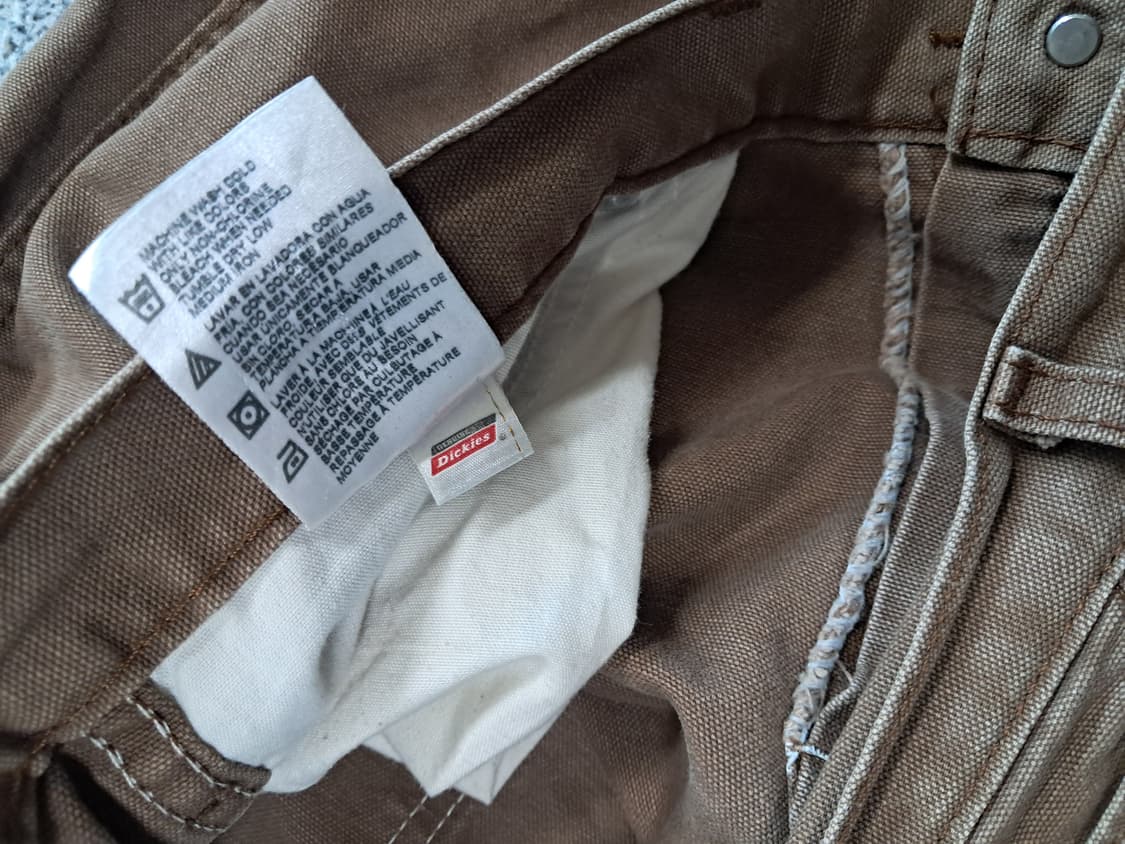 MACHINE WASH COLD
WITH LIKE COLORS
ONLY NON-CHLORINE
BLEACH WHEN NEEDED
TUMBLE DRY LOW
MEDIUM IRON
LAVAR EN LAVADORA CON AGUA
FRIA CON COLORES SIMILARES
CUANDO SEA NECESARIO
USAR UNICAMENTE BLANQUEADOR
SIN CLORO, SECAR A
TEMPERATURA BAJA, USAR
PLANCHA A TEMPERATURA MEDIA
LAVER À LA MACHINE À L'EAU
FROIDE AVEC DES VÊTEMENTS DE
COULEUR SEMBLABLE
N'UTILISER QUE DU JAVELLISANT
SANS CHLORE AU BESOIN
SÉCHAGE PAR CULBUTAGE À
BASSE TEMPÉRATURE
REPASSAGE À TEMPÉRATURE
MOYENNE
GENUINE
Dickies